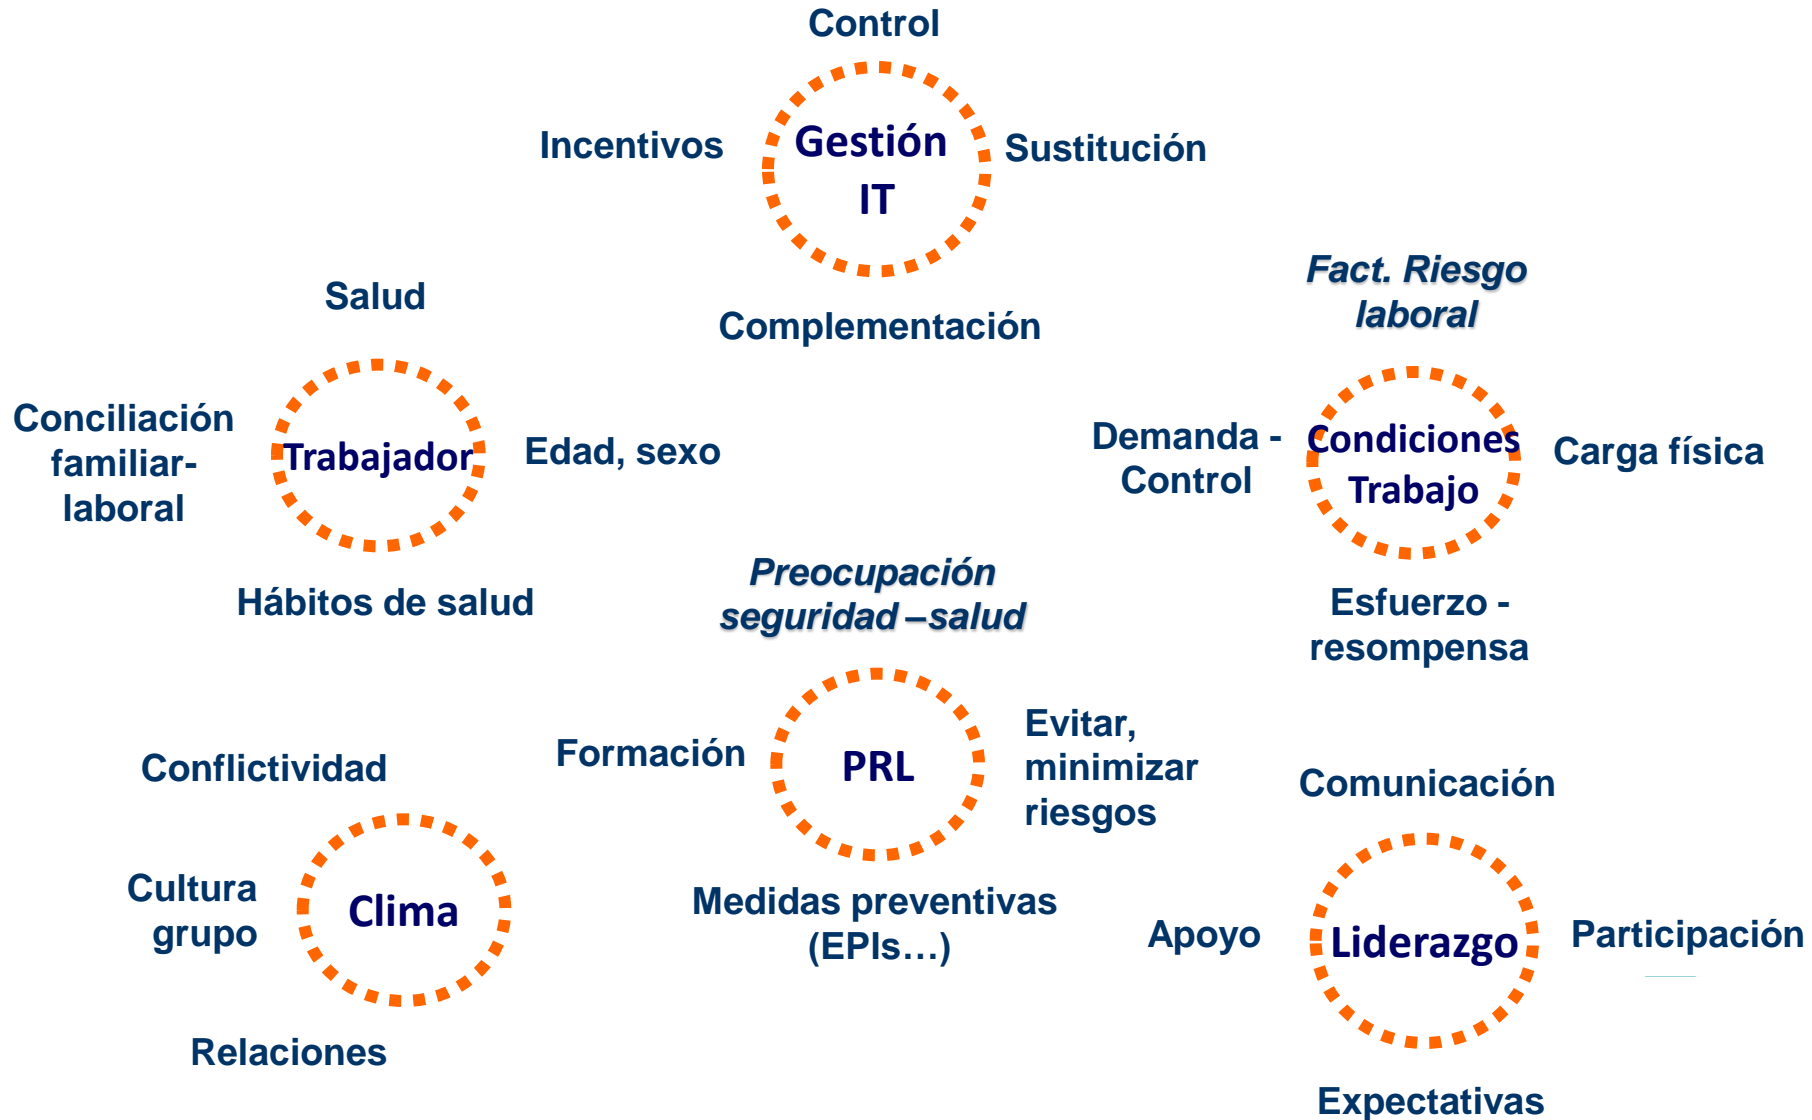 Control
Incentivos
Gestión
IT
Sustitución
Complementación
Salud
Conciliación
familiar-
laboral
Trabajador
Edad, sexo
Hábitos de salud
Fact. Riesgo
laboral
Demanda -
Control
Condiciones
Trabajo
Carga física
Esfuerzo -
resompensa
Preocupación
seguridad –salud
Formación
PRL
Evitar,
minimizar
riesgos
Medidas preventivas
(EPIs…)
Conflictividad
Cultura
grupo
Clima
Relaciones
Comunicación
Apoyo
Liderazgo
Participación
Expectativas